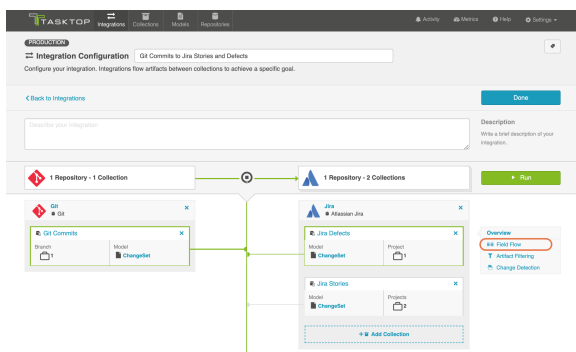 TASKTOP
Integrations
Collections
Models
Repositories
Activity
Metrics
Help
Settings
PRODUCTION
Integration Configuration
Git Commits to Jira Stories and Defects
Configure your integration. Integrations flow artifacts between collections to achieve a specific goal.
Back to Integrations
Done
Describe your integration
Description
Write a brief description of your
integration.
1 Repository - 1 Collection
1 Repository - 2 Collections
Run
Git
Git
Jira
Atlassian Jira
Git Commits
Branch
1
Model
ChangeSet
Jira Defects
Model
ChangeSet
Project
1
Jira Stories
Model
ChangeSet
Projects
2
Add Collection
Overview
Field Flow
Artifact Filtering
Change Detection